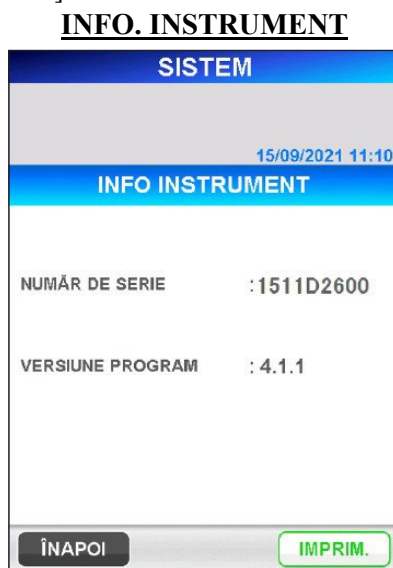 INFO. INSTRUMENT
SISTEM
15/09/2021 11:10
INFO INSTRUMENT
NUMĂR DE SERIE :1511D2600
VERSIUNE PROGRAM : 4.1.1
ÎNAPOI IMPRIM.